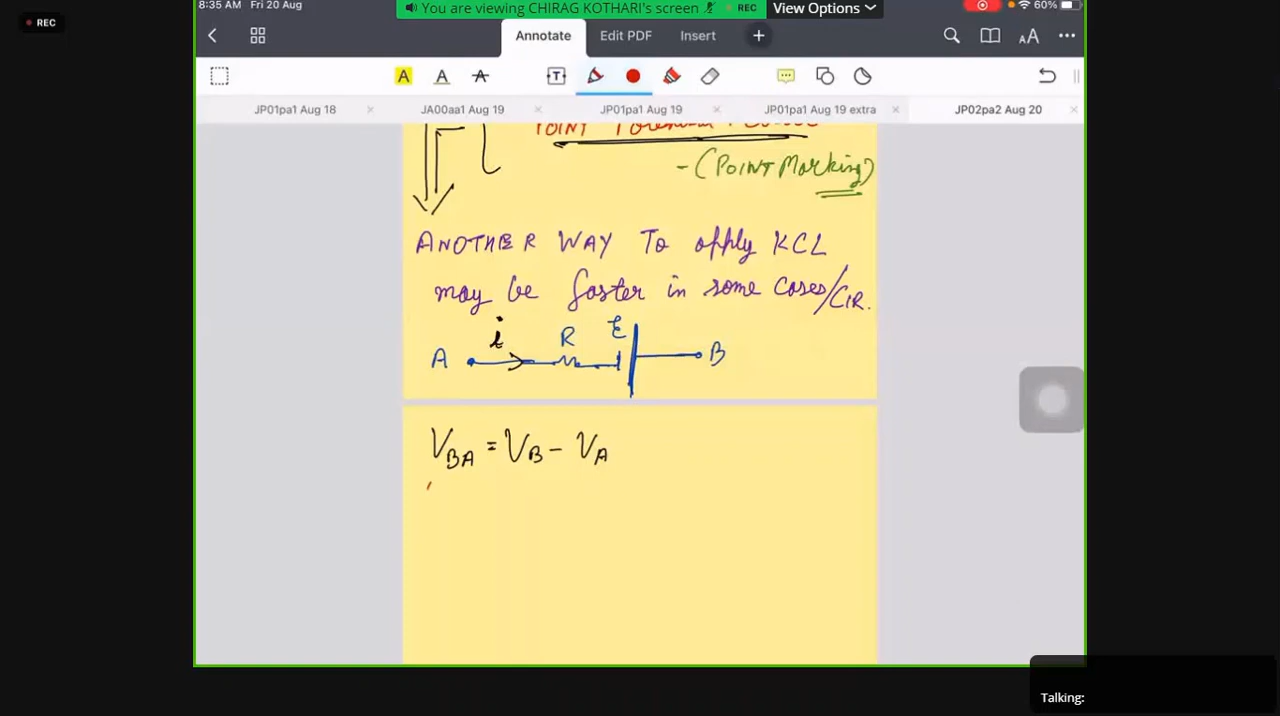 8:35 AM Fri 20 Aug
You are viewing CHIRAG KOTHARI's screen
REC
View Options
60%
REC
Annotate
Edit PDF
Insert
JP01pa1 Aug 18
JA00aa1 Aug 19
JP01pa1 Aug 19
JP01pa1 Aug 19 extra
JP02pa2 Aug 20
POINT
-(POINT Marking)
ANOTHER WAY To apply KCL
may be faster in some Cases/CIR.
A i R E B
V_BA = V_B - V_A
Talking: